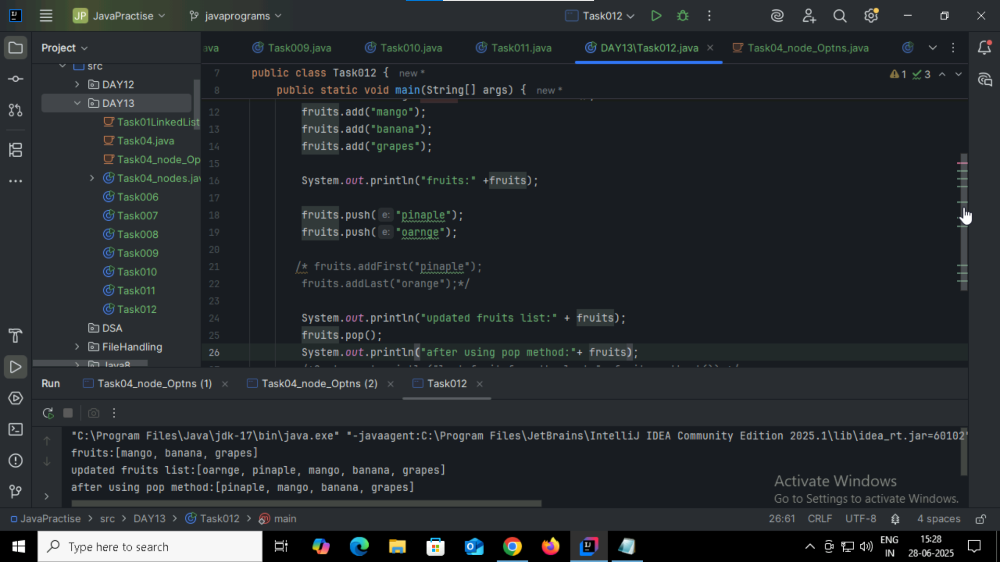 JP JavaPractise javaprograms Task012
Project
ava Task009.java Task010.java Task011.java DAY13\Task012.java Task04_node_Optns.java
src
DAY12
DAY13
Task01LinkedList
Task04.java
Task04_node_Op
Task04_nodes.jav
Task006
Task007
Task008
Task009
Task010
Task011
Task012
DSA
FileHandling
Java8
7 public class Task012 { new *
8 public static void main(String[] args) { new *
1 3
12 fruits.add("mango");
13 fruits.add("banana");
14 fruits.add("grapes");
15
16 System.out.println("fruits:" +fruits);
17
18 fruits.push( e: "pinaple");
19 fruits.push( e: "oarnge");
20
21 /* fruits.addFirst("pinaple");
22 fruits.addLast("orange");*/
23
24 System.out.println("updated fruits list:" + fruits);
25 fruits.pop();
26 System.out.println("after using pop method:"+ fruits);
Run Task04_node_Optns (1) Task04_node_Optns (2) Task012
"C:\Program Files\Java\jdk-17\bin\java.exe" "-javaagent:C:\Program Files\JetBrains\IntelliJ IDEA Community Edition 2025.1\lib\idea_rt.jar=60102"
fruits:[mango, banana, grapes]
updated fruits list:[oarnge, pinaple, mango, banana, grapes]
after using pop method:[pinaple, mango, banana, grapes]
Activate Windows
Go to Settings to activate Windows.
JavaPractise > src > DAY13 > Task012 > main
26:61 CRLF UTF-8 4 spaces
Type here to search
ENG
IN
15:28
28-06-2025